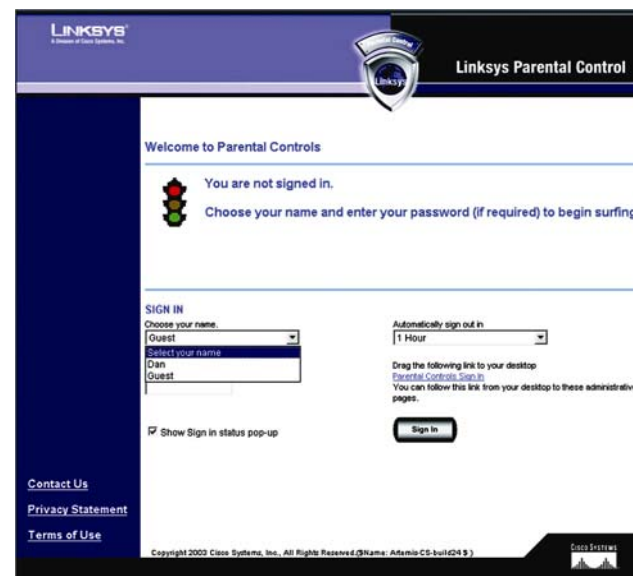 LINKSYS®
A Division of Cisco Systems, Inc.
Parental Control
Linksys
Linksys Parental Control
Welcome to Parental Controls
You are not signed in.
Choose your name and enter your password (if required) to begin surfing
SIGN IN
Choose your name.
Guest
Select your name
Dan
Guest
Automatically sign out in
1 Hour
Drag the following link to your desktop
Parental Controls Sign In
You can follow this link from your desktop to these administrative
pages.
Show Sign in status pop-up
Sign In
Contact Us
Privacy Statement
Terms of Use
Copyright 2003 Cisco Systems, Inc., All Rights Reserved.($Name: Artemis-CS-build24 $ )
CISCO SYSTEMS